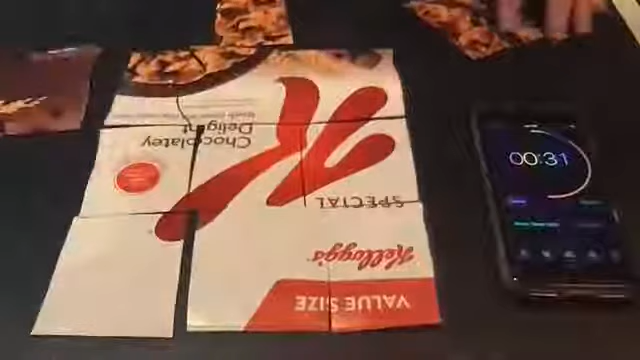 VALUE SIZE
Kellogg's
SPECIAL
K
Chocolatey
Delight
00:31